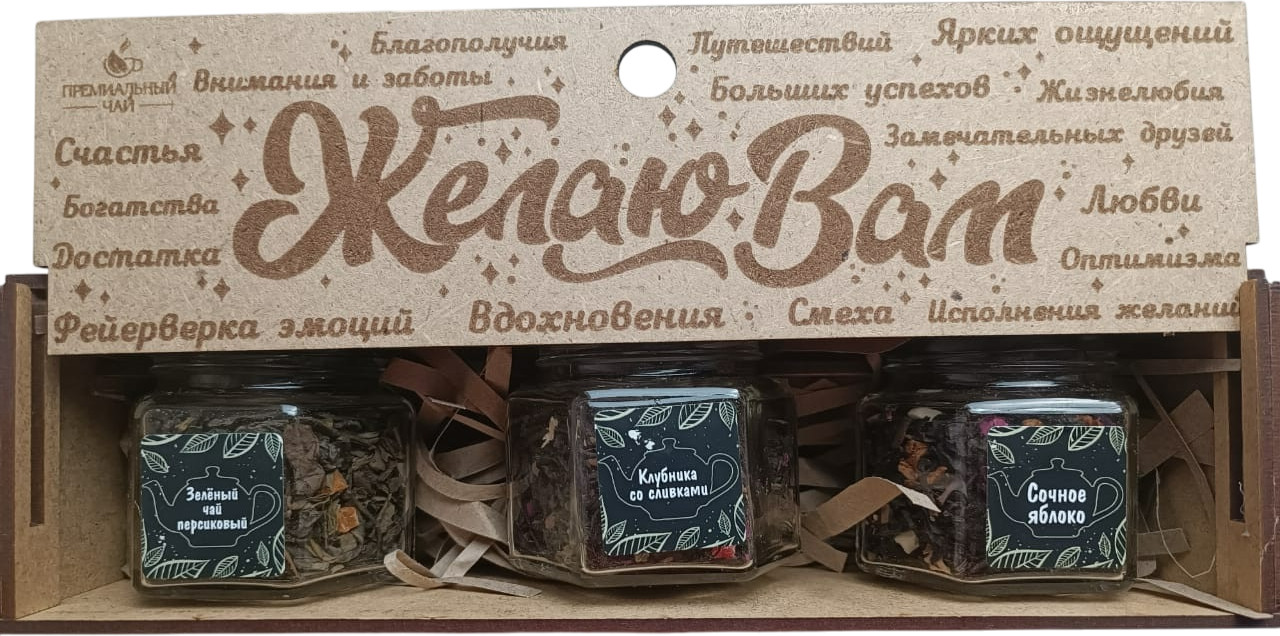 Благополучия
Путешествий
Ярких ощущений
ПРЕМИАЛЬНЫЙ
ЧАЙ
Внимания и заботы
Больших успехов
Жизнелюбия
Счастья
Замечательных друзей
Желаю Вам
Богатства
Любви
Достатка
Оптимизма
Фейерверка эмоций
Вдохновения
Смеха
Исполнения желаний
Зелёный
чай
персиковый
Клубника
со сливками
Сочное
яблоко